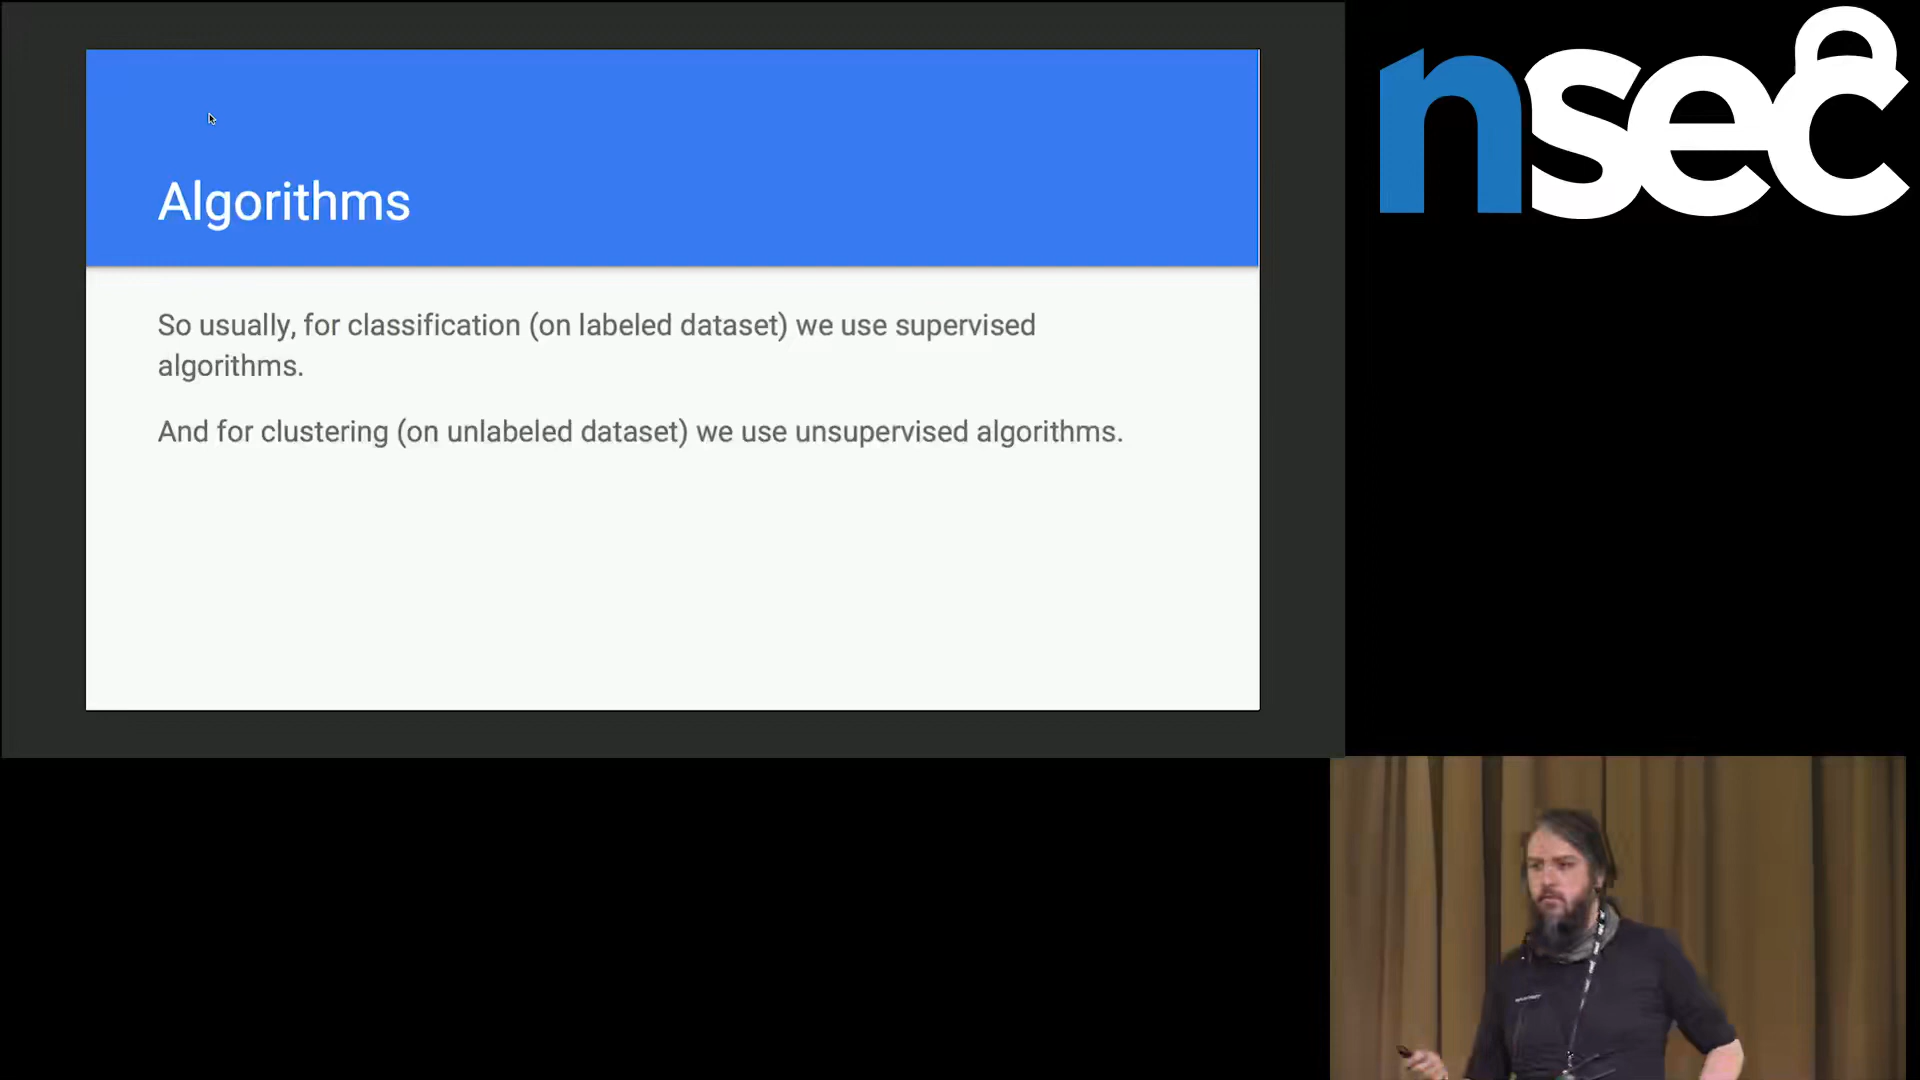 Algorithms
So usually, for classification (on labeled dataset) we use supervised
algorithms.
And for clustering (on unlabeled dataset) we use unsupervised algorithms.
nsec